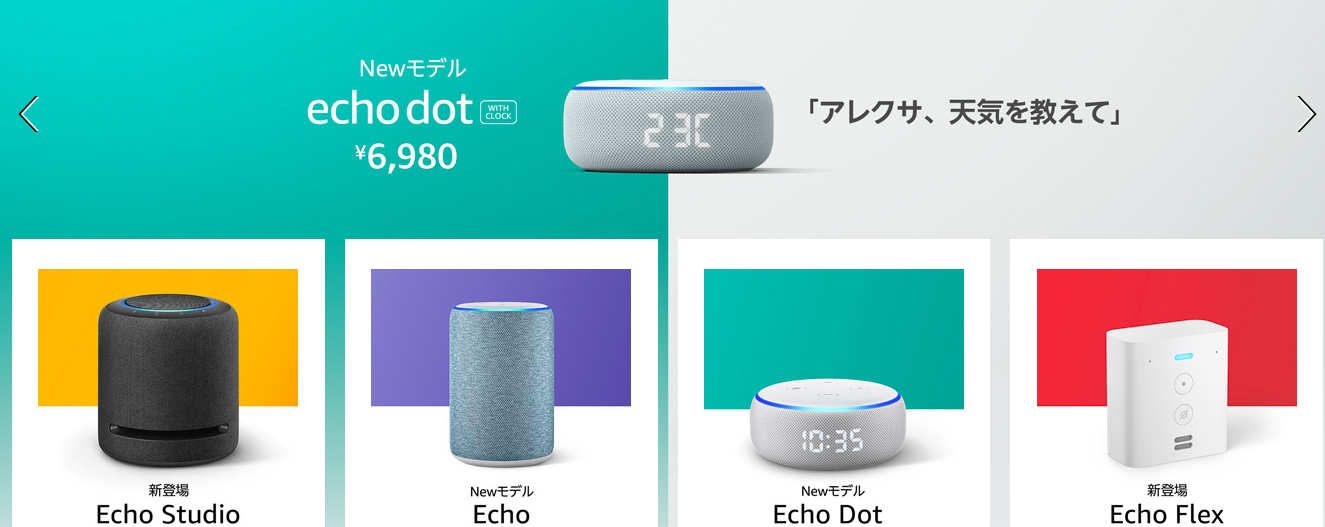 Newモデル
echo dot WITH CLOCK
¥6,980
23C
「アレクサ、天気を教えて」
10:35
新登場
Echo Studio
Newモデル
Echo
Newモデル
Echo Dot
新登場
Echo Flex